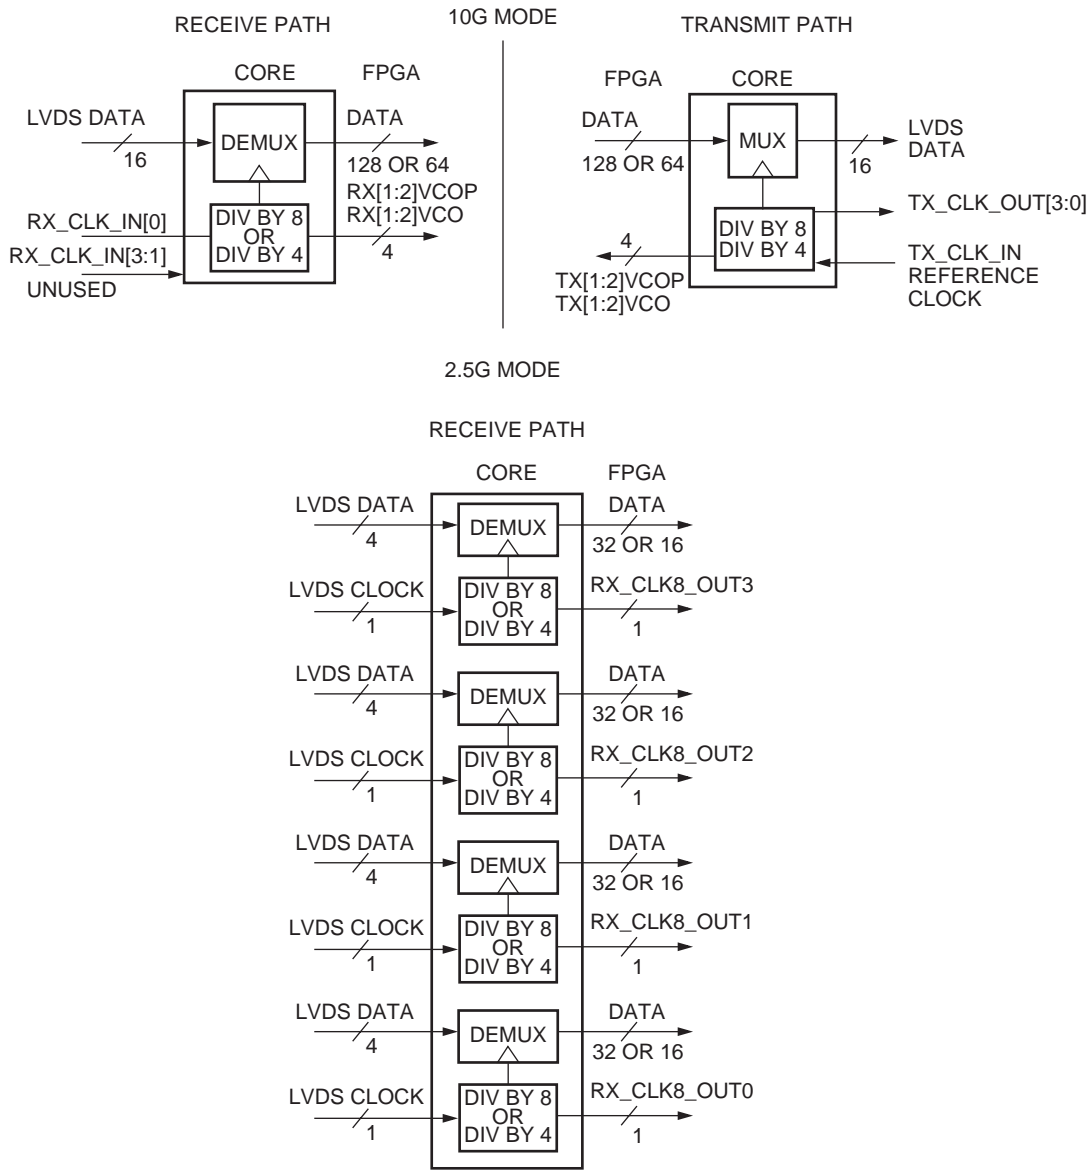 10G MODE
RECEIVE PATH
CORE
FPGA
LVDS DATA
16
DEMUX
DATA
128 OR 64
RX[1:2]VCOP
RX[1:2]VCO
4
RX_CLK_IN[0]
DIV BY 8
OR
DIV BY 4
RX_CLK_IN[3:1]
UNUSED
TRANSMIT PATH
FPGA
CORE
DATA
128 OR 64
MUX
16
LVDS
DATA
TX_CLK_OUT[3:0]
DIV BY 8
DIV BY 4
4
TX[1:2]VCOP
TX[1:2]VCO
TX_CLK_IN
REFERENCE
CLOCK
2.5G MODE
RECEIVE PATH
CORE
FPGA
LVDS DATA
4
DEMUX
DATA
32 OR 16
LVDS CLOCK
1
DIV BY 8
OR
DIV BY 4
RX_CLK8_OUT3
1
LVDS DATA
4
DEMUX
DATA
32 OR 16
LVDS CLOCK
1
DIV BY 8
OR
DIV BY 4
RX_CLK8_OUT2
1
LVDS DATA
4
DEMUX
DATA
32 OR 16
LVDS CLOCK
1
DIV BY 8
OR
DIV BY 4
RX_CLK8_OUT1
1
LVDS DATA
4
DEMUX
DATA
32 OR 16
LVDS CLOCK
1
DIV BY 8
OR
DIV BY 4
RX_CLK8_OUT0
1